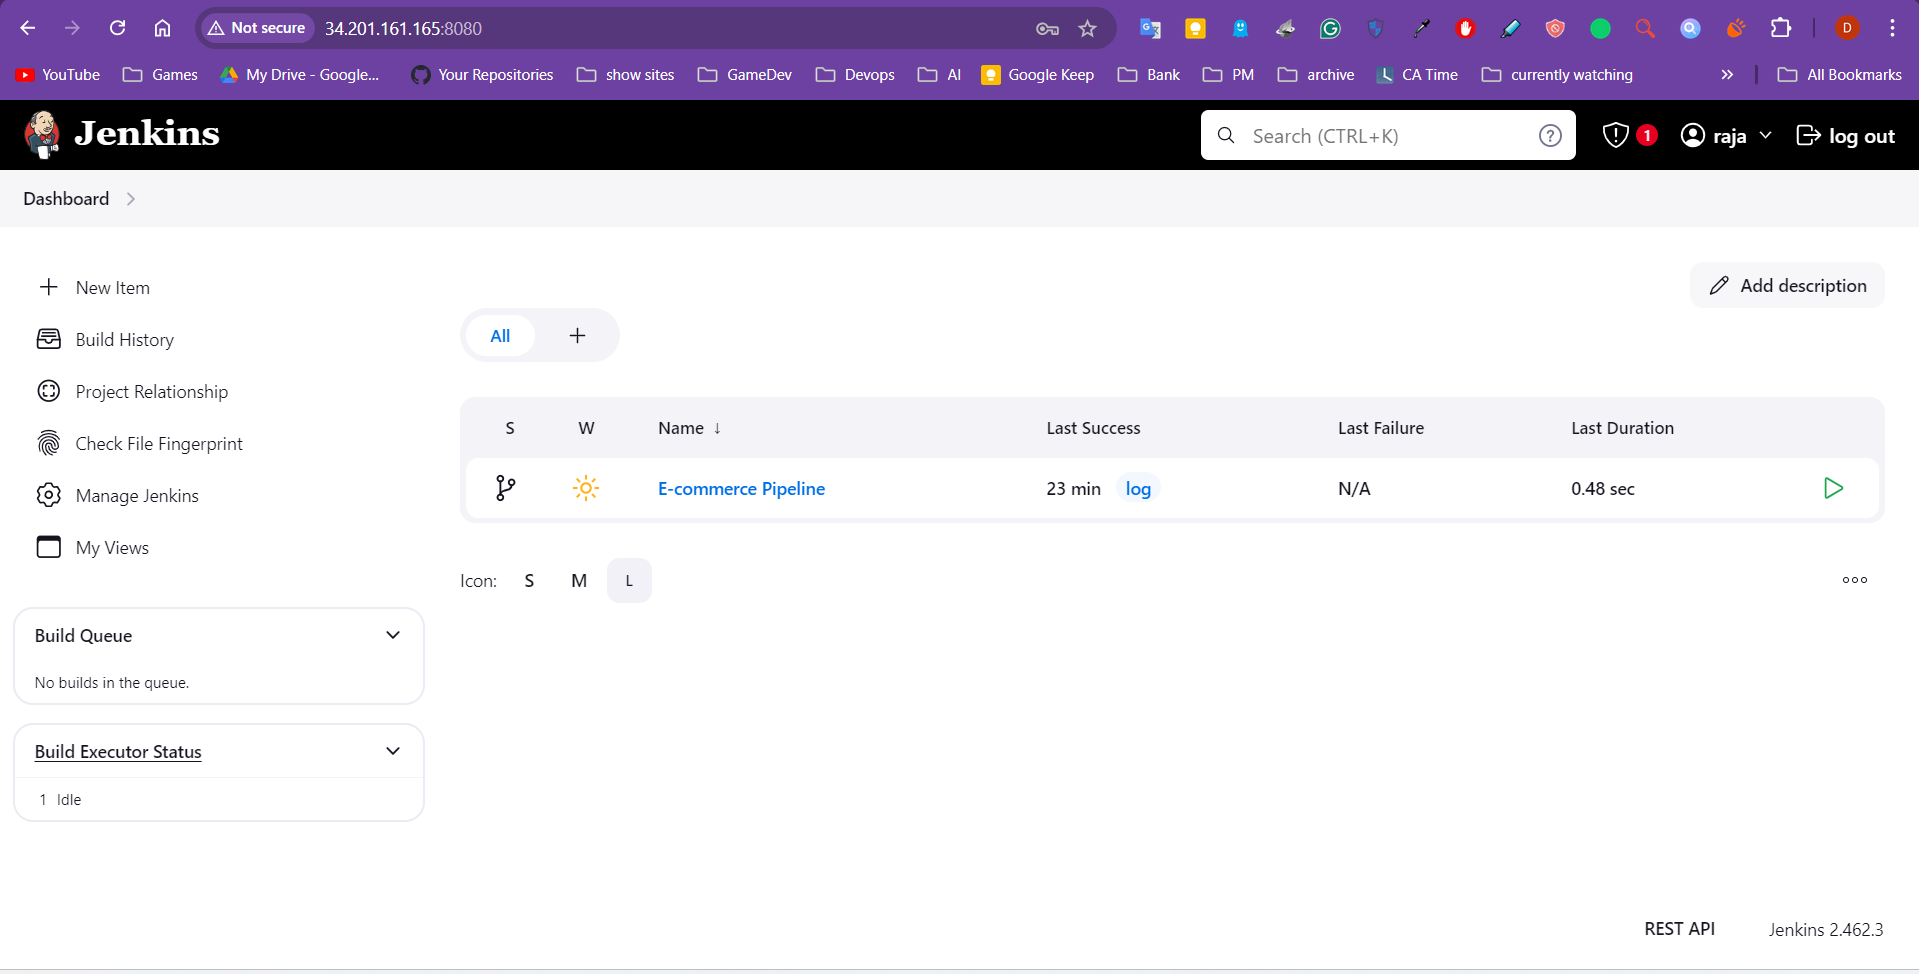 Not secure 34.201.161.165:8080
YouTube Games My Drive - Google... Your Repositories show sites GameDev Devops AI Google Keep Bank PM archive CA Time currently watching » All Bookmarks
Jenkins Search (CTRL+K) ? 1 raja log out
Dashboard
New Item
Add description
Build History
All +
Project Relationship
Check File Fingerprint
Manage Jenkins
My Views
S W Name ↓ Last Success Last Failure Last Duration
E-commerce Pipeline 23 min log N/A 0.48 sec
Icon: S M L
Build Queue
No builds in the queue.
Build Executor Status
1 Idle
REST API Jenkins 2.462.3